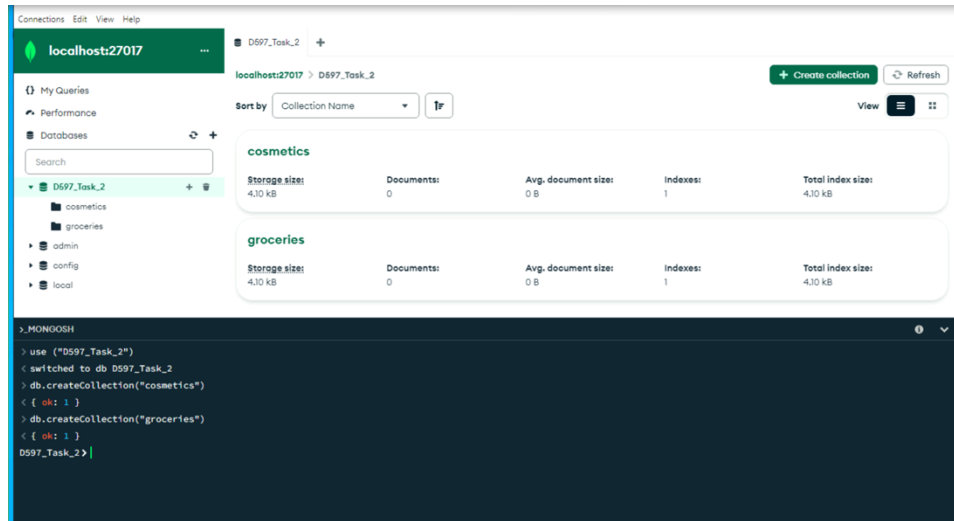 Connections Edit View Help
localhost:27017 ...
My Queries
Performance
Databases
Search
D597_Task_2
cosmetics
groceries
admin
config
local
D597_Task_2
localhost:27017 > D597_Task_2
+ Create collection Refresh
Sort by Collection Name View
cosmetics
Storage size: Documents: Avg. document size: Indexes: Total index size:
4.10 kB 0 0 B 1 4.10 kB
groceries
Storage size: Documents: Avg. document size: Indexes: Total index size:
4.10 kB 0 0 B 1 4.10 kB
>_MONGOSH
> use ("D597_Task_2")
< switched to db D597_Task_2
> db.createCollection("cosmetics")
< { ok: 1 }
> db.createCollection("groceries")
< { ok: 1 }
D597_Task_2>